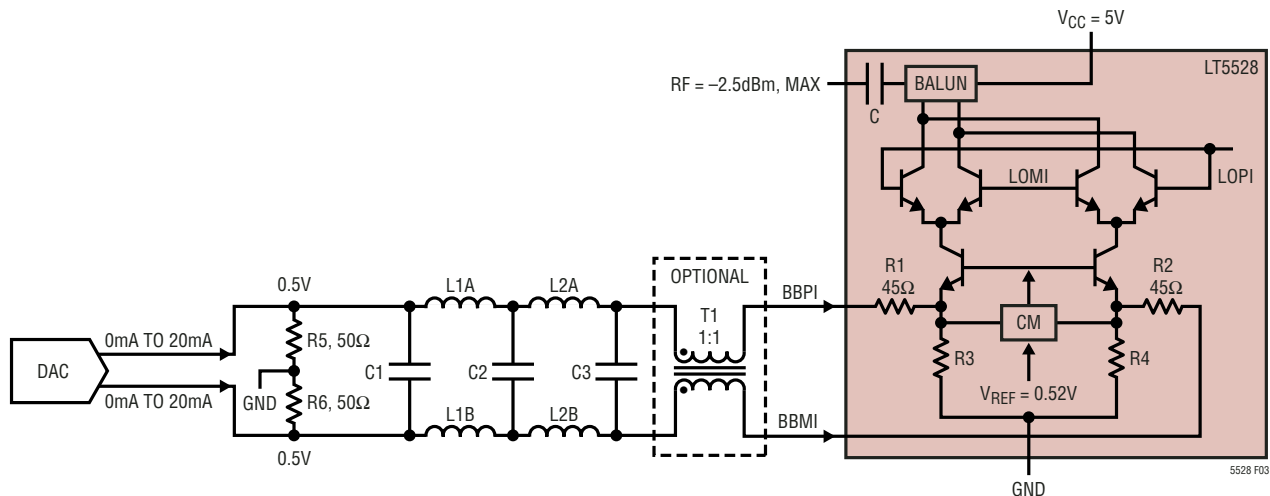 V_CC = 5V
LT5528
RF = –2.5dBm, MAX
BALUN
C
LOMI
LOPI
OPTIONAL
R1
45Ω
R2
45Ω
0.5V
L1A
L2A
T1
1:1
BBPI
CM
DAC
0mA TO 20mA
R5, 50Ω
C1
C2
C3
R3
R4
0mA TO 20mA
GND
R6, 50Ω
V_REF = 0.52V
L1B
L2B
BBMI
0.5V
GND
5528 F03